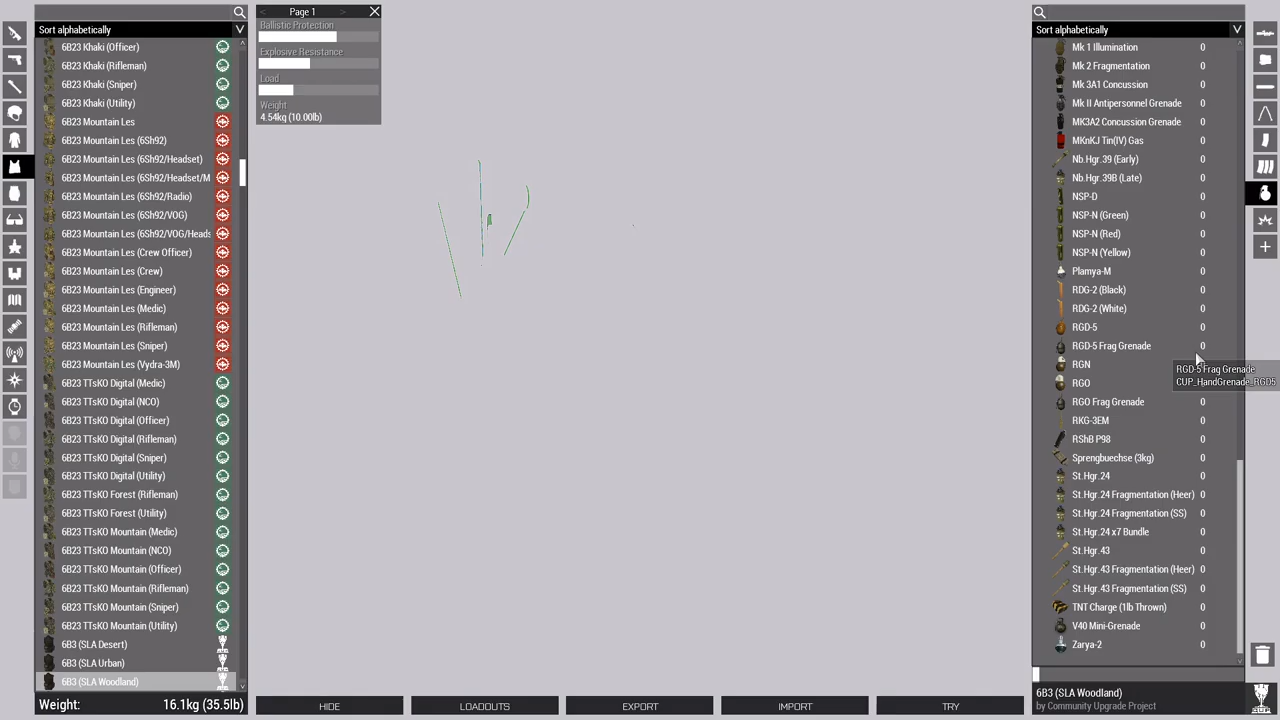 Sort alphabetically
6B23 Khaki (Officer)
6B23 Khaki (Rifleman)
6B23 Khaki (Sniper)
6B23 Khaki (Utility)
6B23 Mountain Les
6B23 Mountain Les (6Sh92)
6B23 Mountain Les (6Sh92/Headset)
6B23 Mountain Les (6Sh92/Headset/M
6B23 Mountain Les (6Sh92/Radio)
6B23 Mountain Les (6Sh92/VOG)
6B23 Mountain Les (6Sh92/VOG/Heads
6B23 Mountain Les (Crew Officer)
6B23 Mountain Les (Crew)
6B23 Mountain Les (Engineer)
6B23 Mountain Les (Medic)
6B23 Mountain Les (Rifleman)
6B23 Mountain Les (Sniper)
6B23 Mountain Les (Vydra-3M)
6B23 TTsKO Digital (Medic)
6B23 TTsKO Digital (NCO)
6B23 TTsKO Digital (Officer)
6B23 TTsKO Digital (Rifleman)
6B23 TTsKO Digital (Sniper)
6B23 TTsKO Digital (Utility)
6B23 TTsKO Forest (Rifleman)
6B23 TTsKO Forest (Utility)
6B23 TTsKO Mountain (Medic)
6B23 TTsKO Mountain (NCO)
6B23 TTsKO Mountain (Officer)
6B23 TTsKO Mountain (Rifleman)
6B23 TTsKO Mountain (Sniper)
6B23 TTsKO Mountain (Utility)
6B3 (SLA Desert)
6B3 (SLA Urban)
6B3 (SLA Woodland)
Weight: 16.1kg (35.5lb)
< Page 1 >
Ballistic Protection
Explosive Resistance
Load
Weight
4.54kg (10.00lb)
HIDE
LOADOUTS
EXPORT
IMPORT
TRY
Sort alphabetically
Mk 1 Illumination 0
Mk 2 Fragmentation 0
Mk 3A1 Concussion 0
Mk II Antipersonnel Grenade 0
MK3A2 Concussion Grenade 0
MKnKJ Tin(IV) Gas 0
Nb.Hgr.39 (Early) 0
Nb.Hgr.39B (Late) 0
NSP-D 0
NSP-N (Green) 0
NSP-N (Red) 0
NSP-N (Yellow) 0
Plamya-M 0
RDG-2 (Black) 0
RDG-2 (White) 0
RGD-5 0
RGD-5 Frag Grenade 0
RGN
RGD-5 Frag Grenade
CUP_HandGrenade_RGD5
RGO
RGO Frag Grenade 0
RKG-3EM 0
RShB P98 0
Sprengbuechse (3kg) 0
St.Hgr.24 0
St.Hgr.24 Fragmentation (Heer) 0
St.Hgr.24 Fragmentation (SS) 0
St.Hgr.24 x7 Bundle 0
St.Hgr.43 0
St.Hgr.43 Fragmentation (Heer) 0
St.Hgr.43 Fragmentation (SS) 0
TNT Charge (1lb Thrown) 0
V40 Mini-Grenade 0
Zarya-2 0
6B3 (SLA Woodland)
by Community Upgrade Project